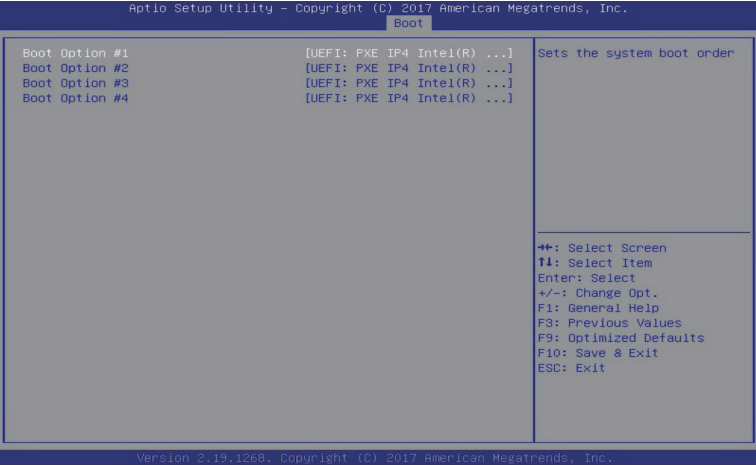 Aptio Setup Utility – Copyright (C) 2017 American Megatrends, Inc.
Boot
Boot Option #1 [UEFI: PXE IP4 Intel(R) ...]
Boot Option #2 [UEFI: PXE IP4 Intel(R) ...]
Boot Option #3 [UEFI: PXE IP4 Intel(R) ...]
Boot Option #4 [UEFI: PXE IP4 Intel(R) ...]
Sets the system boot order
→←: Select Screen
↑↓: Select Item
Enter: Select
+/-: Change Opt.
F1: General Help
F3: Previous Values
F9: Optimized Defaults
F10: Save & Exit
ESC: Exit
Version 2.19.1268. Copyright (C) 2017 American Megatrends, Inc.